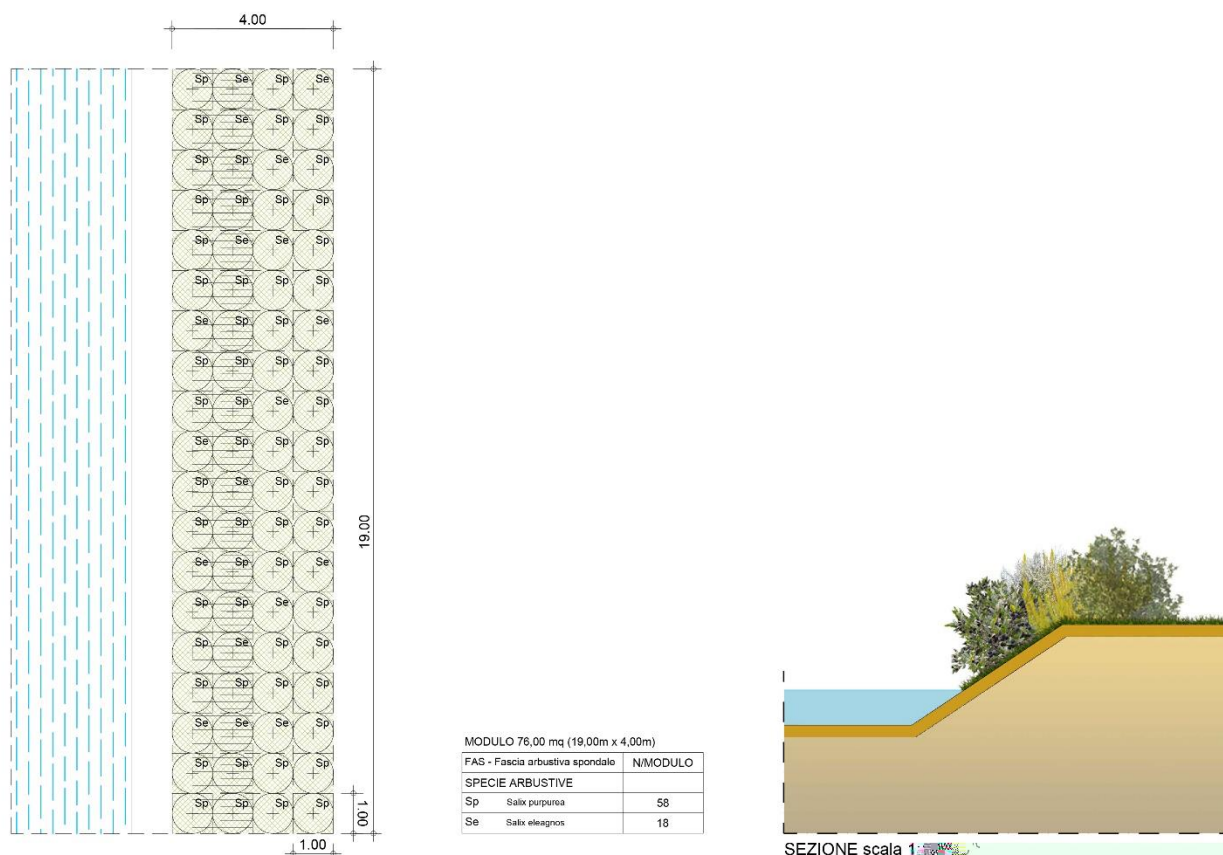 4.00
Sp Se Sp Se
Sp Se Sp Sp
Sp Sp Se Sp
Sp Sp Sp Sp
Sp Se Se Sp
Sp Sp Sp Sp
Se Sp Sp Se
Sp Sp Sp Sp
Sp Sp Se Sp
Se Sp Sp Sp
Sp Se Sp Sp
Sp Sp Sp Sp
Se Sp Sp Sp
Sp Sp Se Sp
Sp Se Sp Sp
Sp Sp Sp Sp
Se Se Se Sp
Sp Sp Sp Sp
Sp Sp Sp Sp
19.00
1.00
1.00
MODULO 76,00 mq (19,00m x 4,00m)
FAS - Fascia arbustiva spondale N/MODULO
SPECIE ARBUSTIVE
Sp Salix purpurea 58
Se Salix eleagnos 18
SEZIONE scala 1: